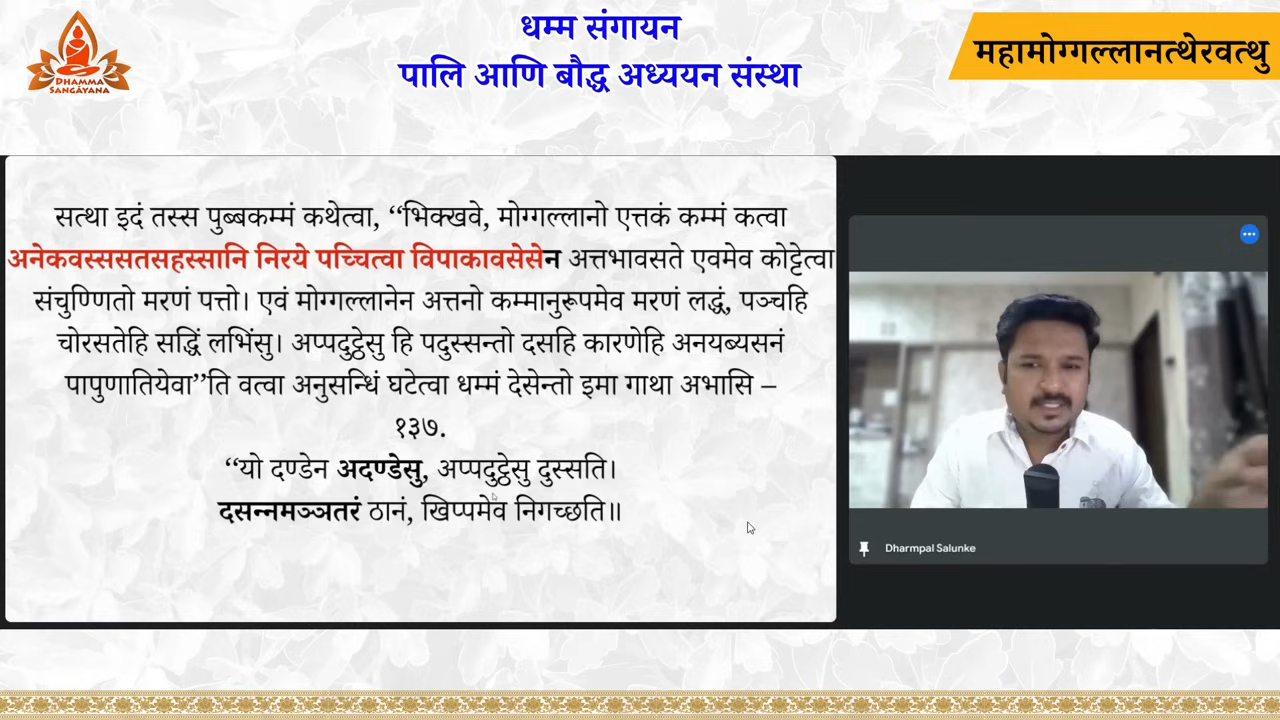 धम्म संगायन
पालि आणि बौद्ध अध्ययन संस्था
महामोग्गल्लानत्थेरवत्थु
DHAMMA
SANGĀYANA
सत्था इदं तस्स पुब्बकम्मं कथेत्वा, “भिक्खवे, मोग्गल्लानो एत्तकं कम्मं कत्वा
अनेकवस्ससतसहस्सानि निरये पच्चित्वा विपाकावसेसेन अत्तभावसते एवमेव कोट्टेत्वा
संचुण्णितो मरणं पत्तो। एवं मोग्गल्लानेन अत्तनो कम्मानुरूपमेव मरणं लद्धं, पञ्चहि
चोरसतेहि सद्धिं लभिंसु। अप्पदुट्ठेसु हि पदुस्सन्तो दसहि कारणेहि अनयब्यसनं
पापुणातियेवा”ति वत्वा अनुसन्धिं घटेत्वा धम्मं देसेन्तो इमा गाथा अभासि –
१३७.
“यो दण्डेन अदण्डेसु, अप्पदुट्ठेसु दुस्सति।
दसन्नमञ्ञतरं ठानं, खिप्पमेव निगच्छति॥
Dharmpal Salunke